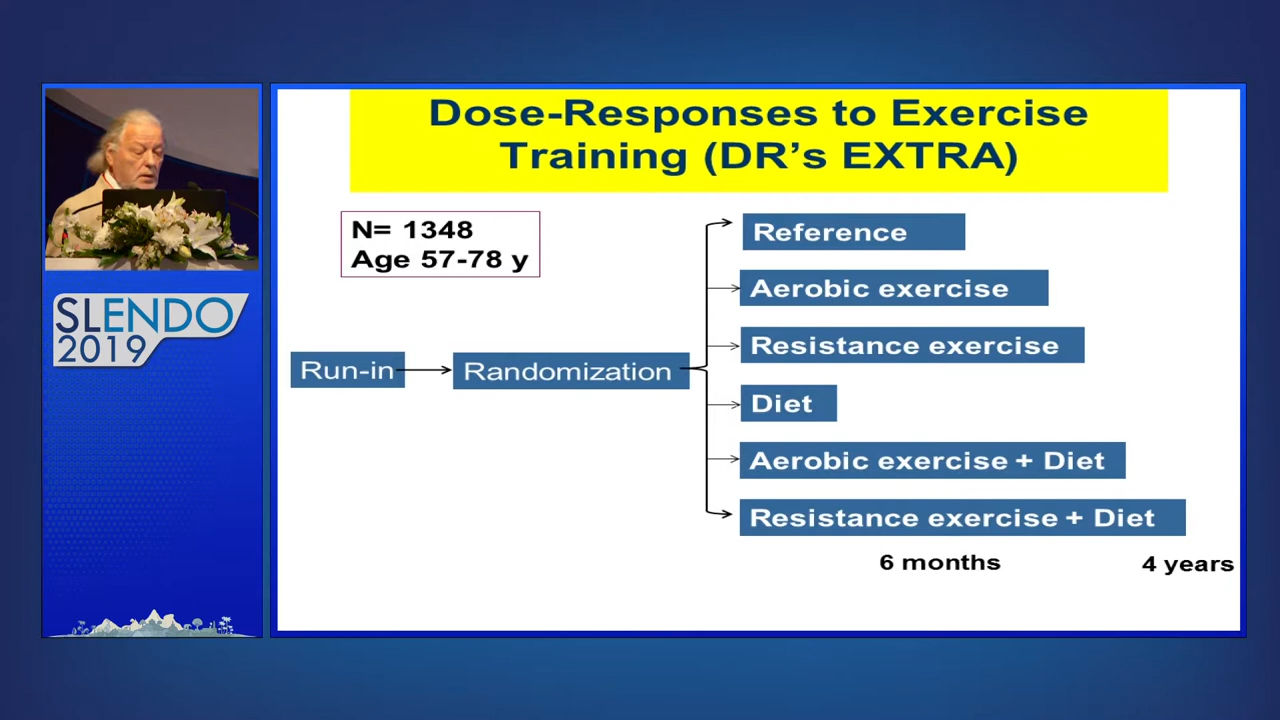 Dose-Responses to Exercise
Training (DR's EXTRA)
N= 1348
Age 57-78 y
Run-in
Randomization
Reference
Aerobic exercise
Resistance exercise
Diet
Aerobic exercise + Diet
Resistance exercise + Diet
6 months
4 years
SLENDO
2019